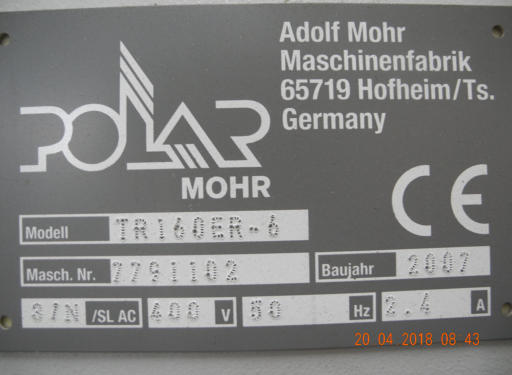 POLAR
MOHR
Adolf Mohr
Maschinenfabrik
65719 Hofheim/Ts.
Germany
CE
Modell TR160ER-6
Masch. Nr. 7791102 Baujahr 2007
3/N /SL AC 400 V 50 Hz 2.4 A
20 04 2018 08:43